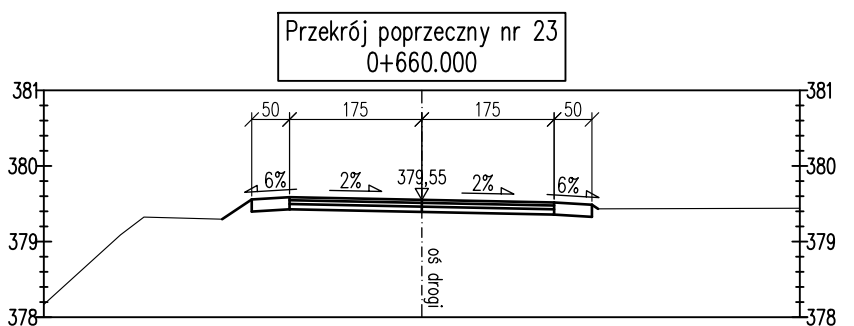 Przekrój poprzeczny nr 23
0+660.000
381 381
50 175 175 50
380 380
6% 2% 379,55 2% 6%
379 379
oś drogi
378 378